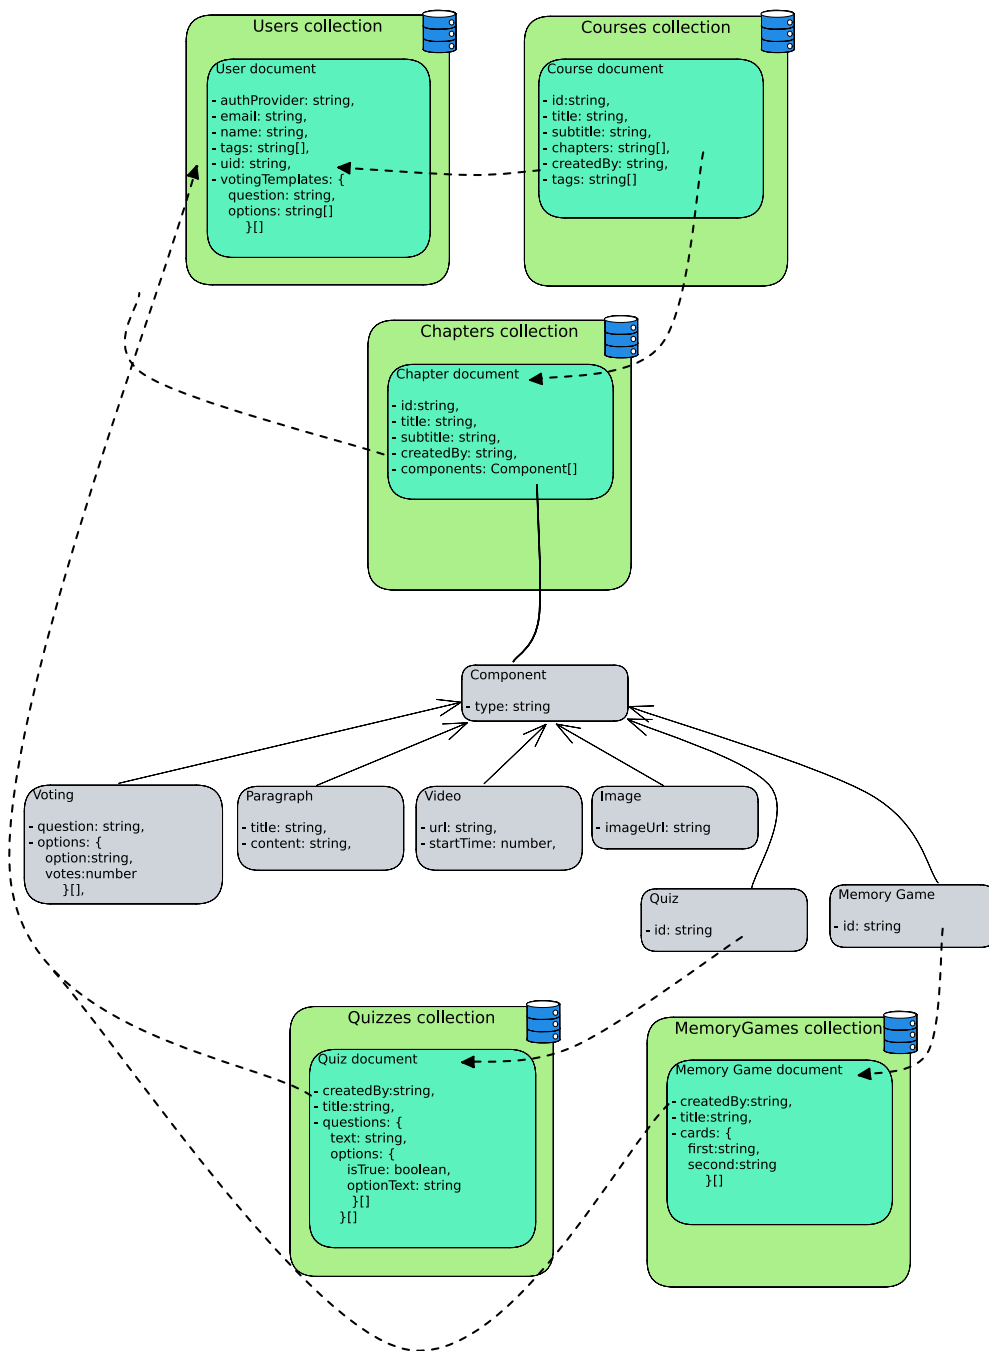 Users collection
User document
- authProvider: string,
- email: string,
- name: string,
- tags: string[],
- uid: string,
- votingTemplates: {
question: string,
options: string[]
}[]
Courses collection
Course document
- id:string,
- title: string,
- subtitle: string,
- chapters: string[],
- createdBy: string,
- tags: string[]
Chapters collection
Chapter document
- id:string,
- title: string,
- subtitle: string,
- createdBy: string,
- components: Component[]
Component
- type: string
Voting
- question: string,
- options: {
option:string,
votes:number
}[],
Paragraph
- title: string,
- content: string,
Video
- url: string,
- startTime: number,
Image
- imageUrl: string
Quiz
- id: string
Memory Game
- id: string
Quizzes collection
Quiz document
- createdBy:string,
- title:string,
- questions: {
text: string,
options: {
isTrue: boolean,
optionText: string
}[]
}[]
MemoryGames collection
Memory Game document
- createdBy:string,
- title:string,
- cards: {
first:string,
second:string
}[]